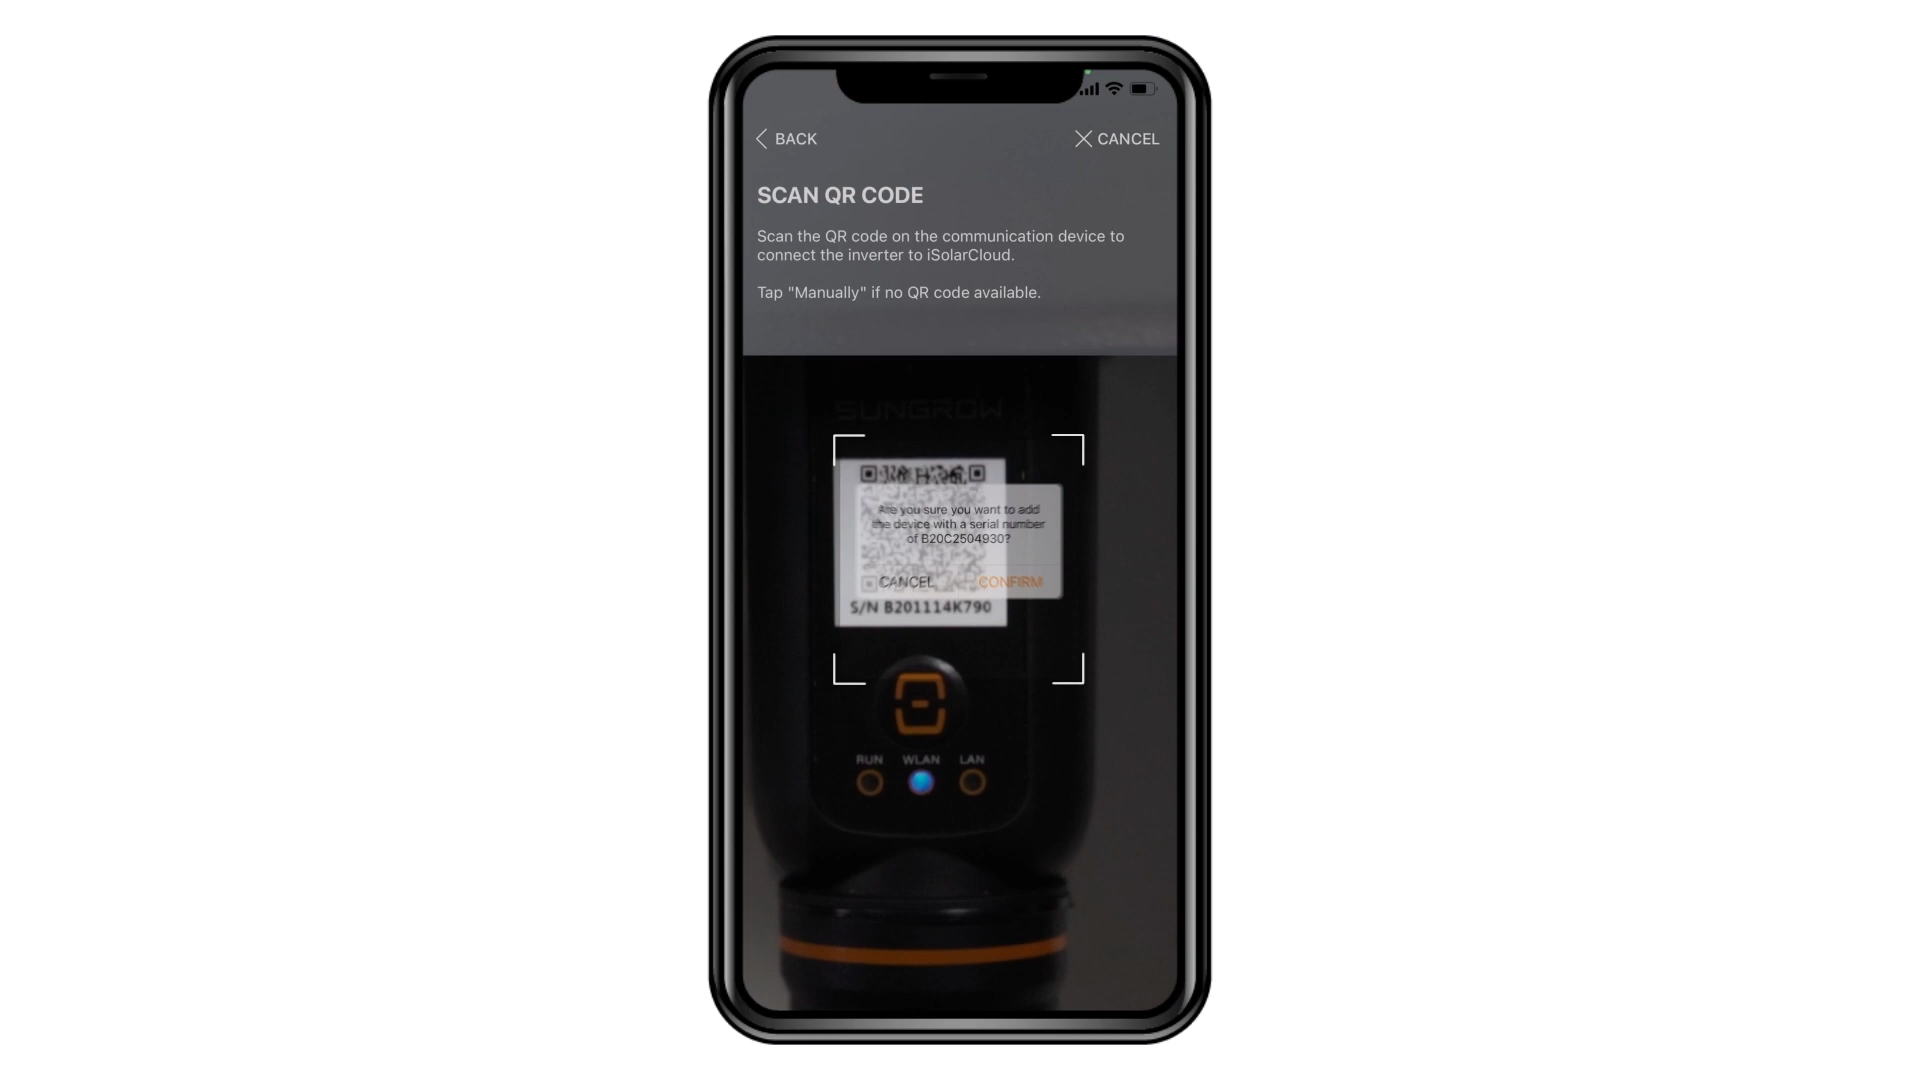 BACK
CANCEL
SCAN QR CODE
Scan the QR code on the communication device to
connect the inverter to iSolarCloud.
Tap "Manually" if no QR code available.
SUNGROW
Are you sure you want to add
the device with a serial number
of B20C2504930?
CANCEL
CONFIRM
S/N B201114K790
RUN WLAN LAN